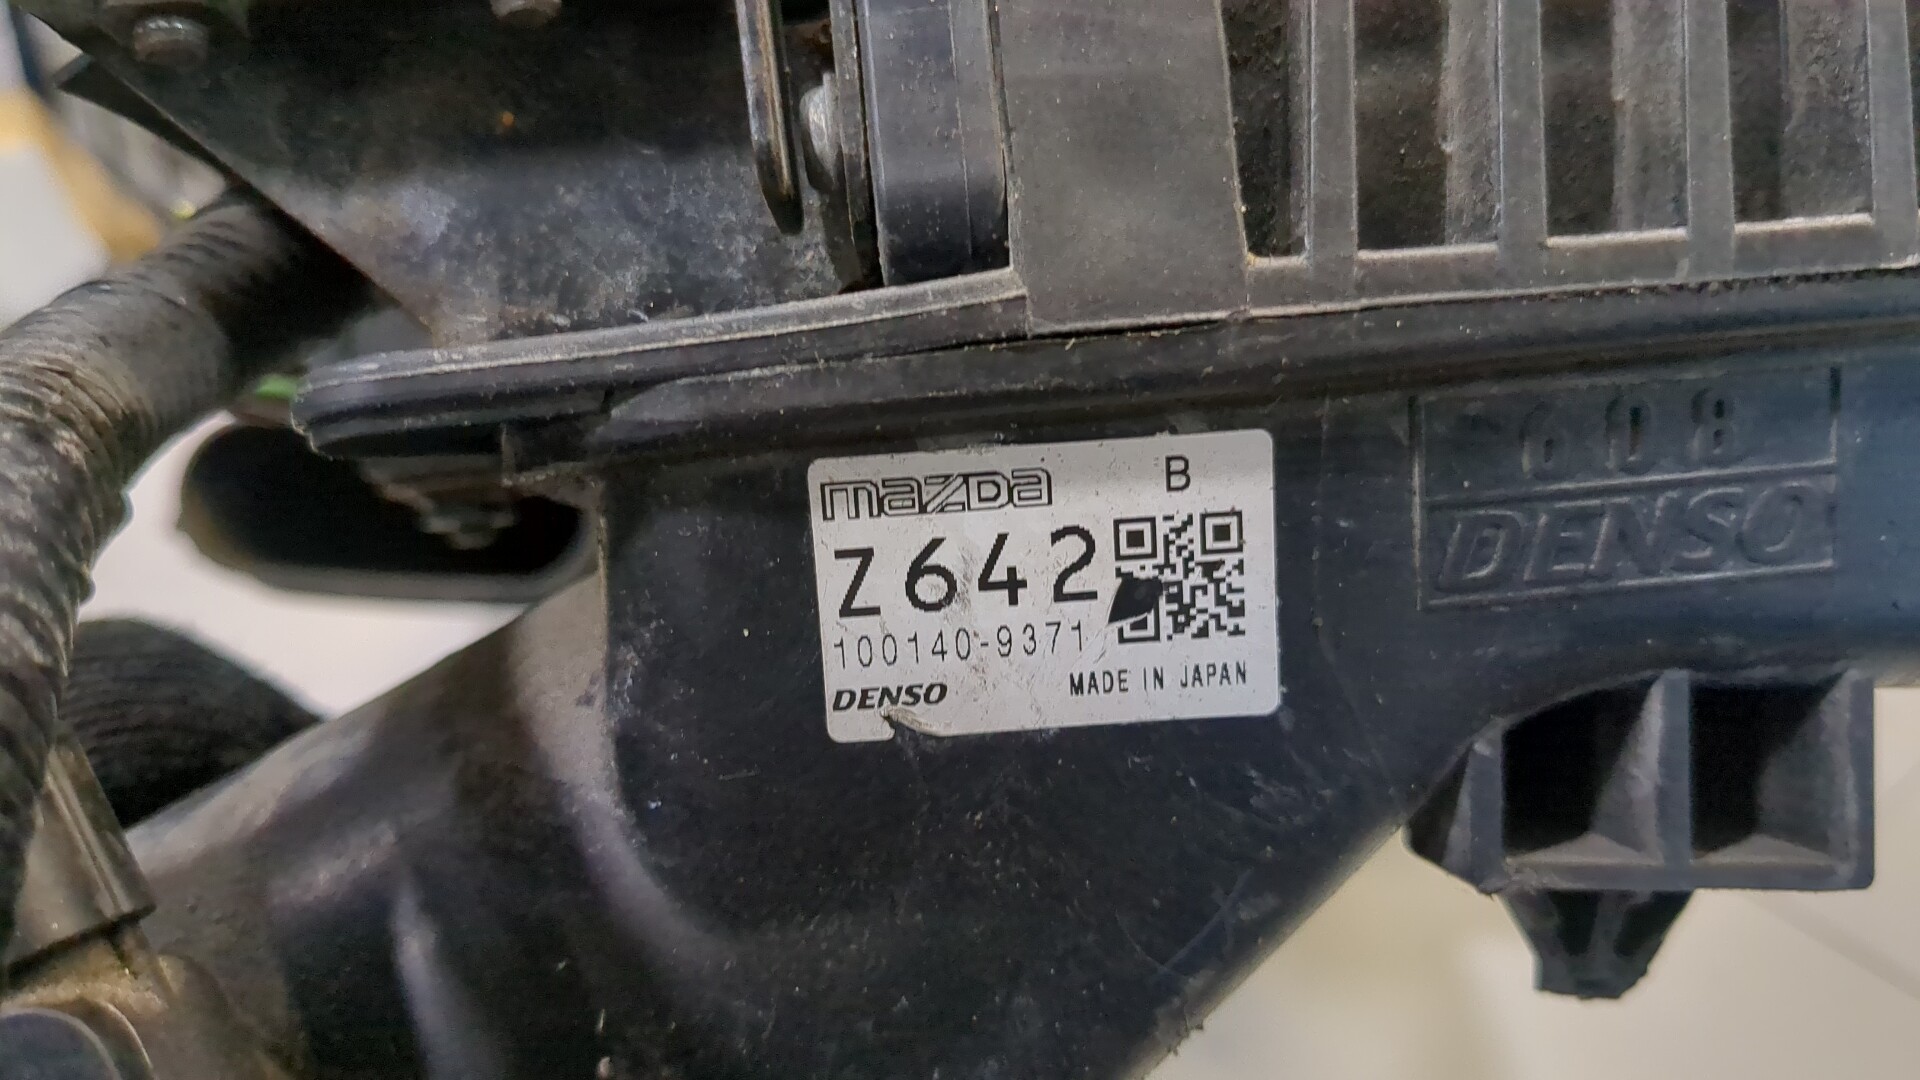 mazda B
Z642
100140-9371
DENSO MADE IN JAPAN
608
DENSO